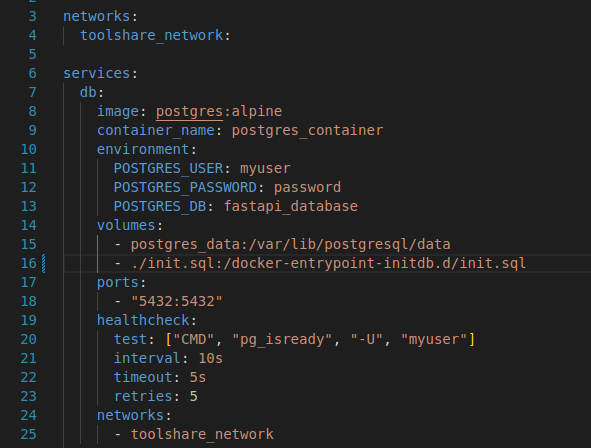 3 networks:
4   toolshare_network:
5
6 services:
7   db:
8     image: postgres:alpine
9     container_name: postgres_container
10     environment:
11       POSTGRES_USER: myuser
12       POSTGRES_PASSWORD: password
13       POSTGRES_DB: fastapi_database
14     volumes:
15       - postgres_data:/var/lib/postgresql/data
16       - ./init.sql:/docker-entrypoint-initdb.d/init.sql
17     ports:
18       - "5432:5432"
19     healthcheck:
20       test: ["CMD", "pg_isready", "-U", "myuser"]
21       interval: 10s
22       timeout: 5s
23       retries: 5
24     networks:
25       - toolshare_network